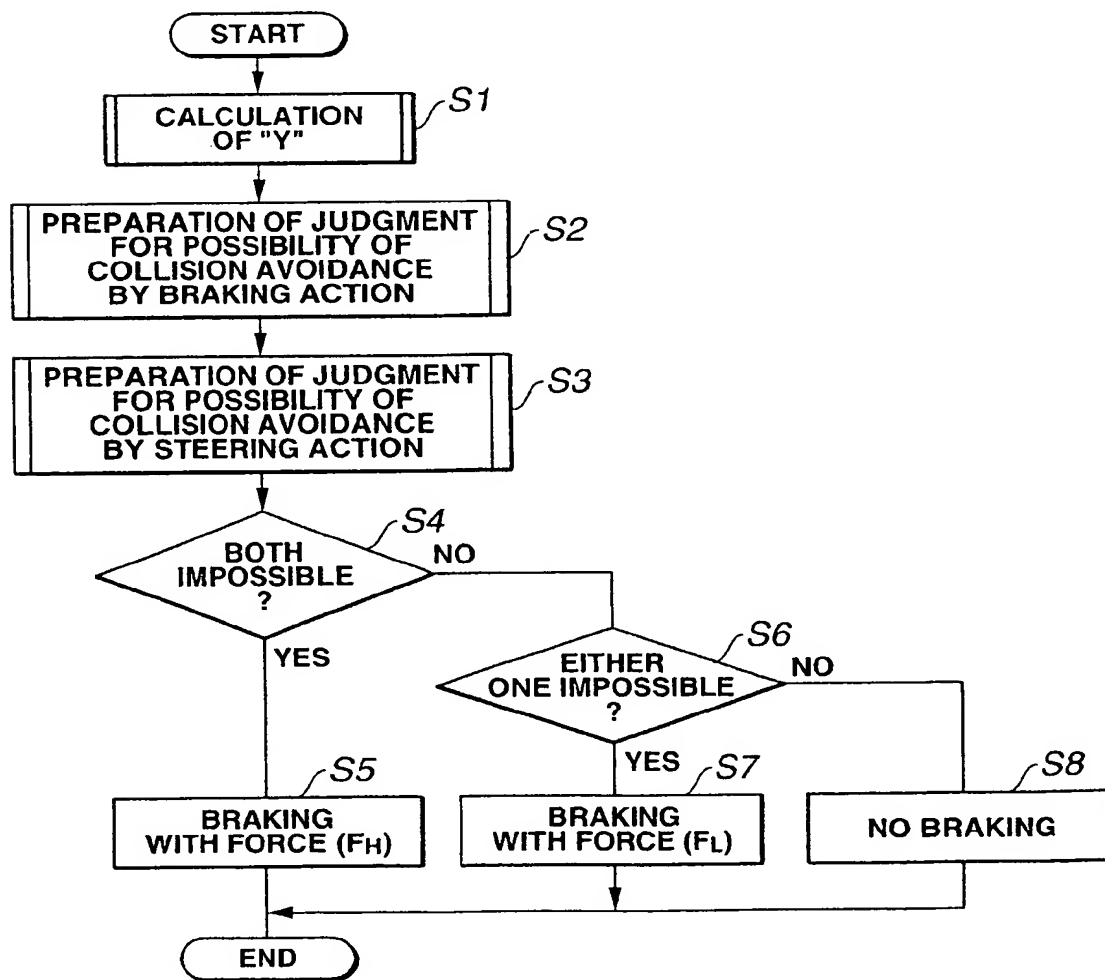 START
CALCULATION
OF "Y"
S1
PREPARATION OF JUDGMENT
FOR POSSIBILITY OF
COLLISION AVOIDANCE
BY BRAKING ACTION
S2
PREPARATION OF JUDGMENT
FOR POSSIBILITY OF
COLLISION AVOIDANCE
BY STEERING ACTION
S3
BOTH
IMPOSSIBLE
?
S4
NO
YES
EITHER
ONE IMPOSSIBLE
?
S6
NO
YES
BRAKING
WITH FORCE (FH)
S5
BRAKING
WITH FORCE (FL)
S7
NO BRAKING
S8
END